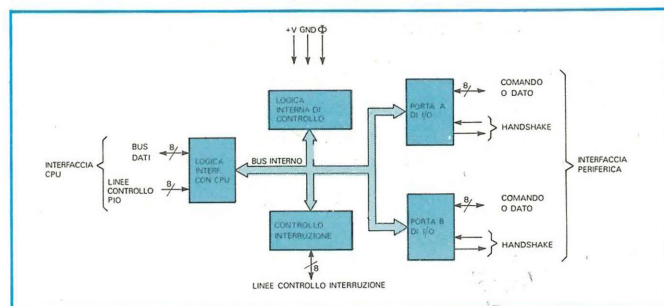 +V GND Φ
LOGICA
INTERNA DI
CONTROLLO
PORTA A
DI I/O
8
COMANDO
O DATO
HANDSHAKE
INTERFACCIA
CPU
BUS
DATI
8
LINEE
CONTROLLO
PIO
8
LOGICA
INTERF.
CON CPU
BUS INTERNO
INTERFACCIA
PERIFERICA
CONTROLLO
INTERRUZIONE
8
LINEE CONTROLLO INTERRUZIONE
PORTA B
DI I/O
8
COMANDO
O DATO
HANDSHAKE